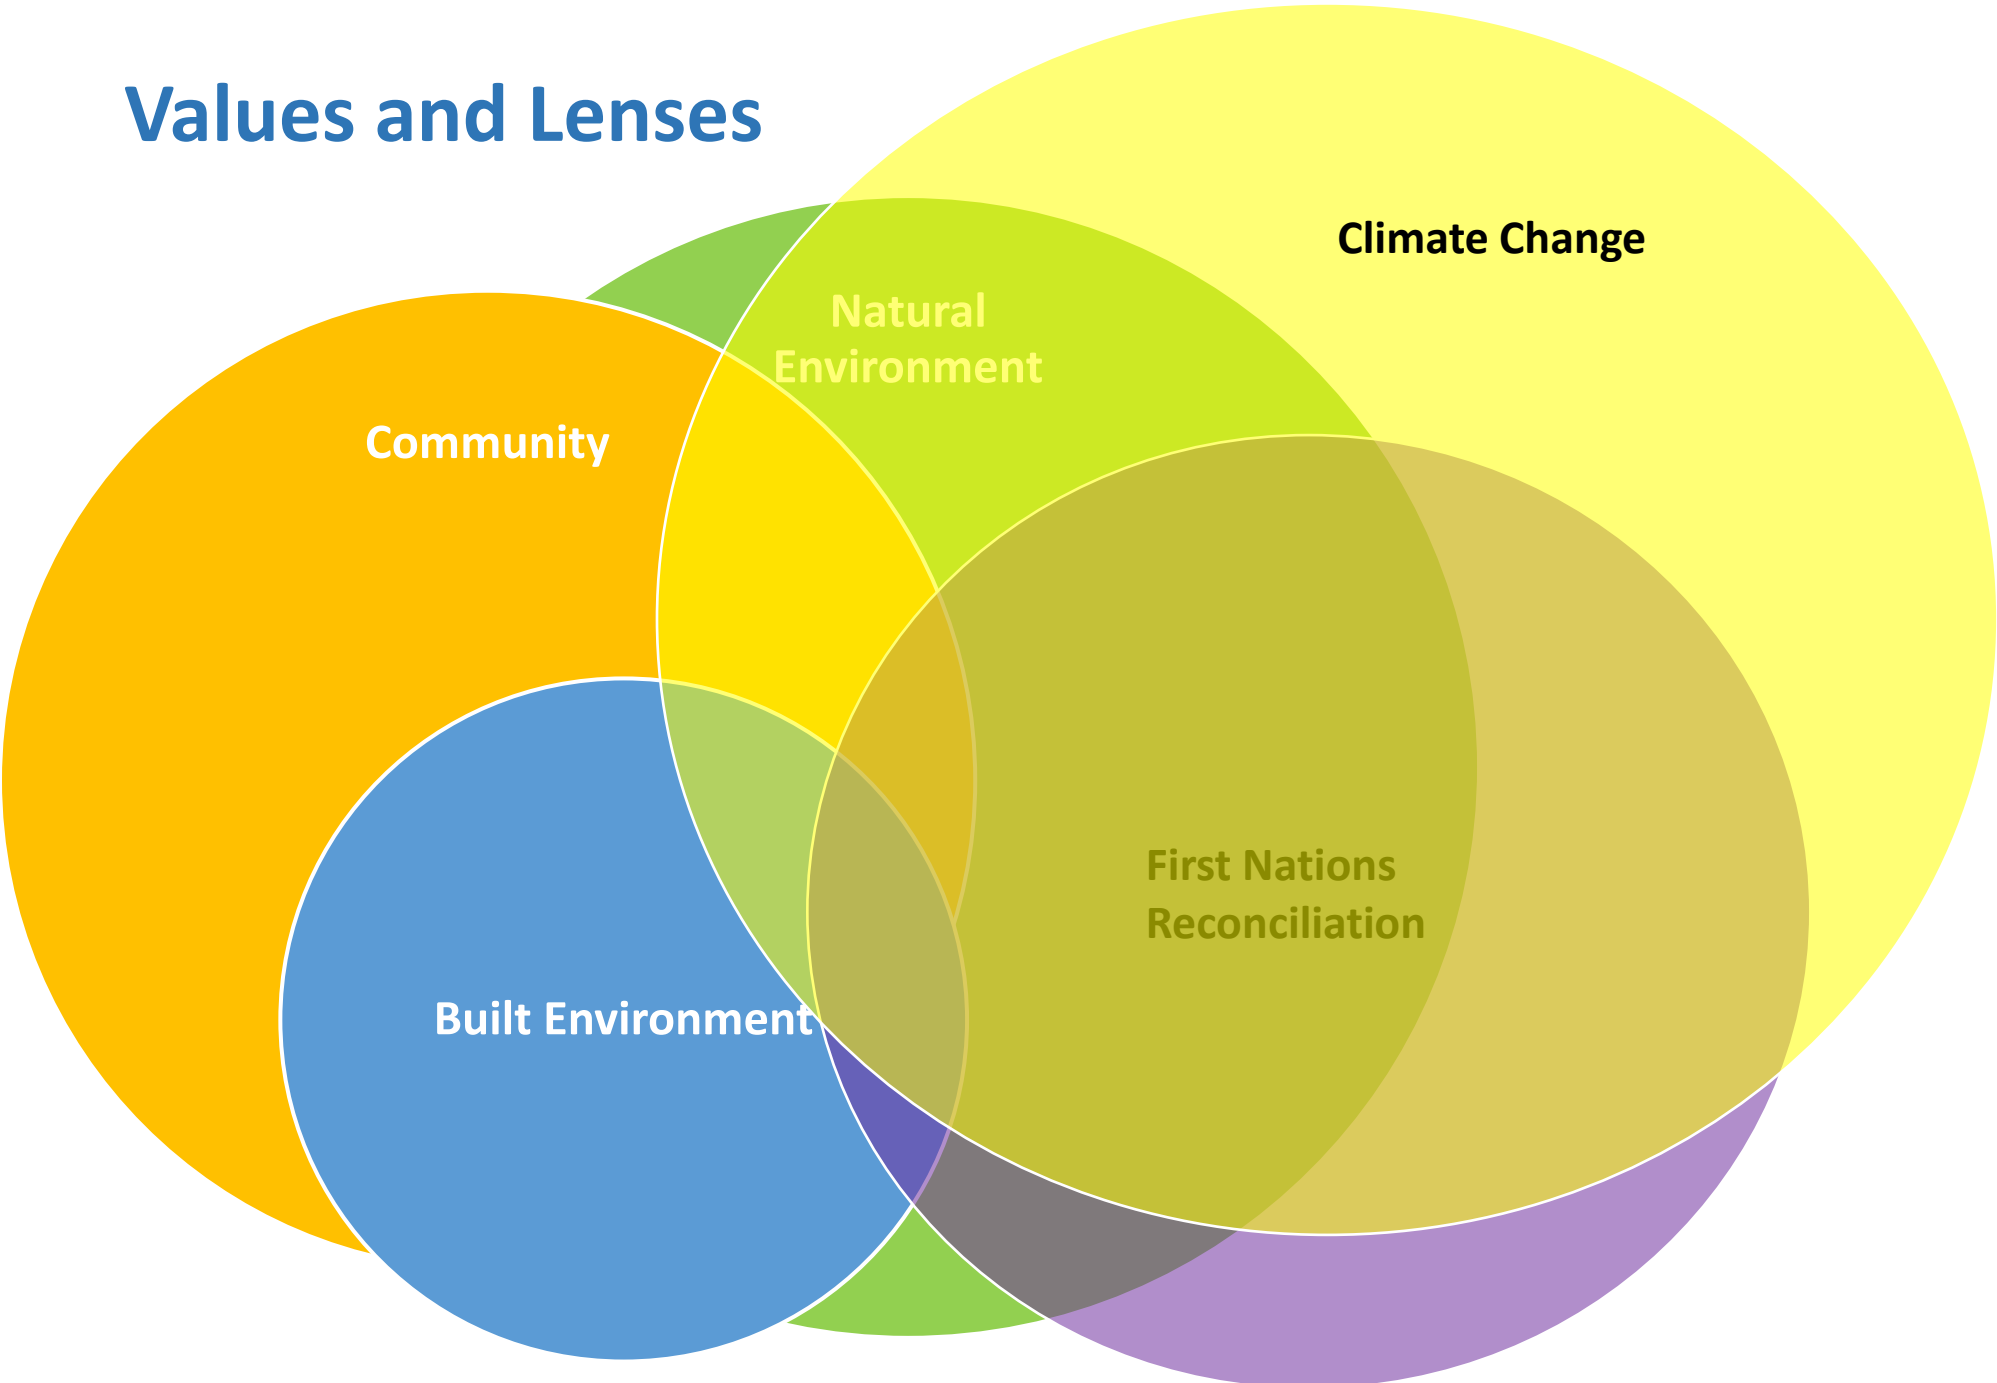 Values and Lenses
Climate Change
Natural
Environment
Community
First Nations
Reconciliation
Built Environment